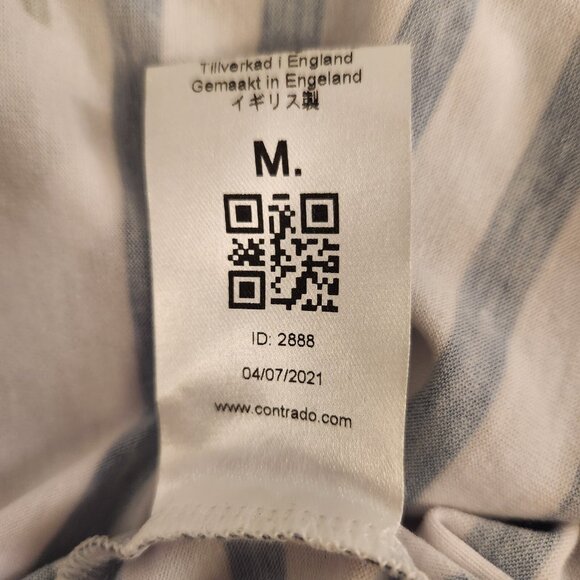 Tillverkad i England
Gemaakt in Engeland
イギリス製
M.
ID: 2888
04/07/2021
www.contrado.com